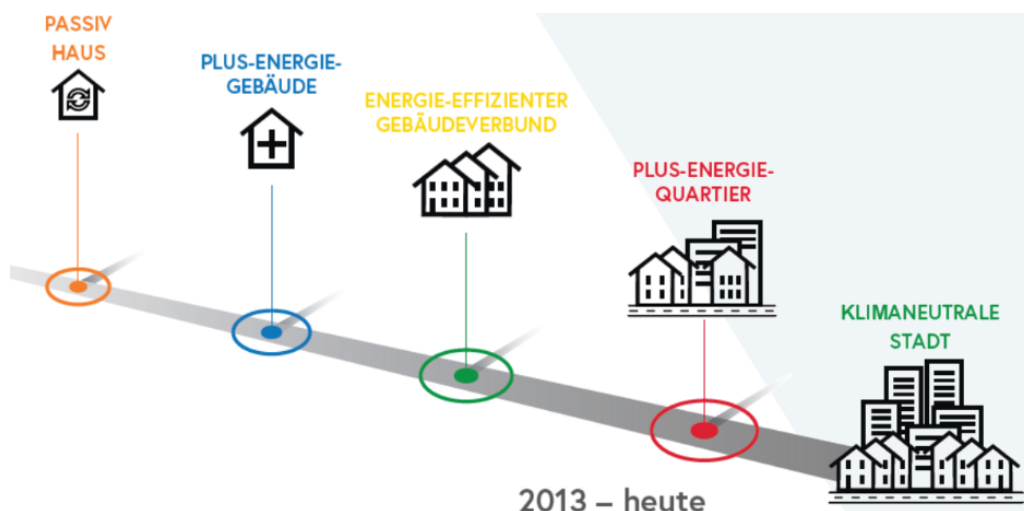 PASSIV
HAUS
PLUS-ENERGIE-
GEBÄUDE
ENERGIE-EFFIZIENTER
GEBÄUDEVERBUND
PLUS-ENERGIE-
QUARTIER
KLIMANEUTRALE
STADT
2013 – heute